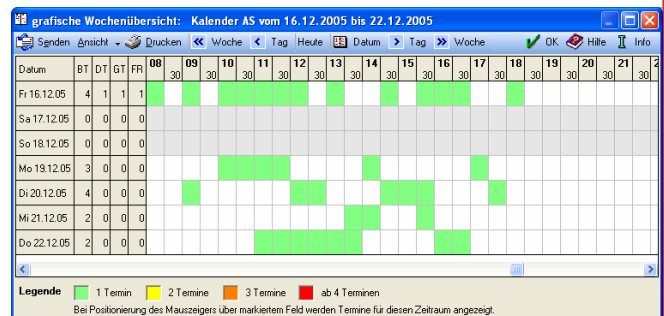 grafische Wochenübersicht: Kalender AS vom 16.12.2005 bis 22.12.2005
Senden Ansicht Drucken Woche Tag Heute Datum Tag Woche OK Hilfe Info
Datum BT DT GT FR 08 30 09 30 10 30 11 30 12 30 13 30 14 30 15 30 16 30 17 30 18 30 19 30 20 30 21 30 2
Fr 16.12.05 4 1 1 1
Sa 17.12.05 0 0 0 0
So 18.12.05 0 0 0 0
Mo 19.12.05 3 0 0 0
Di 20.12.05 4 0 0 0
Mi 21.12.05 2 0 0 0
Do 22.12.05 2 0 0 0
Legende 1 Termin 2 Termine 3 Termine ab 4 Terminen
Bei Positionierung des Mauszeigers über markiertem Feld werden Termine für diesen Zeitraum angezeigt.